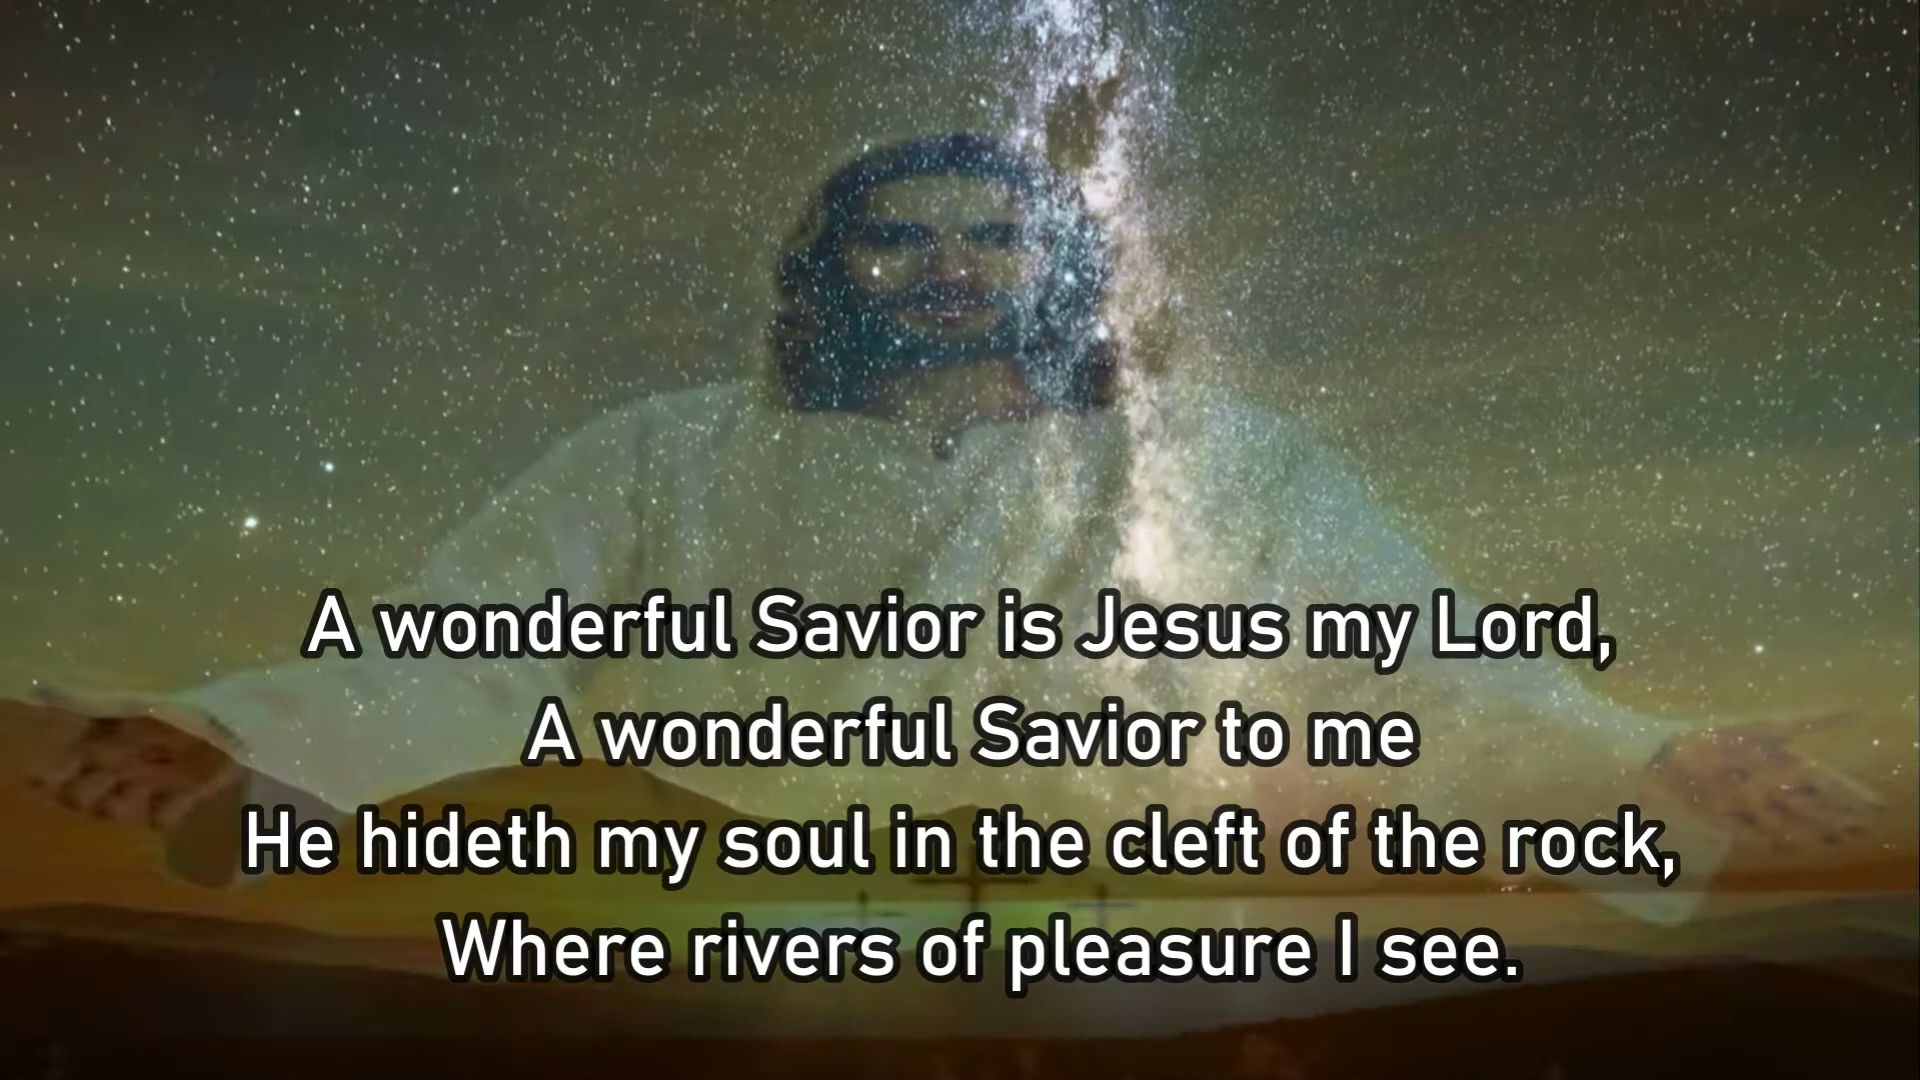 A wonderful Savior is Jesus my Lord,
A wonderful Savior to me
He hideth my soul in the cleft of the rock,
Where rivers of pleasure I see.